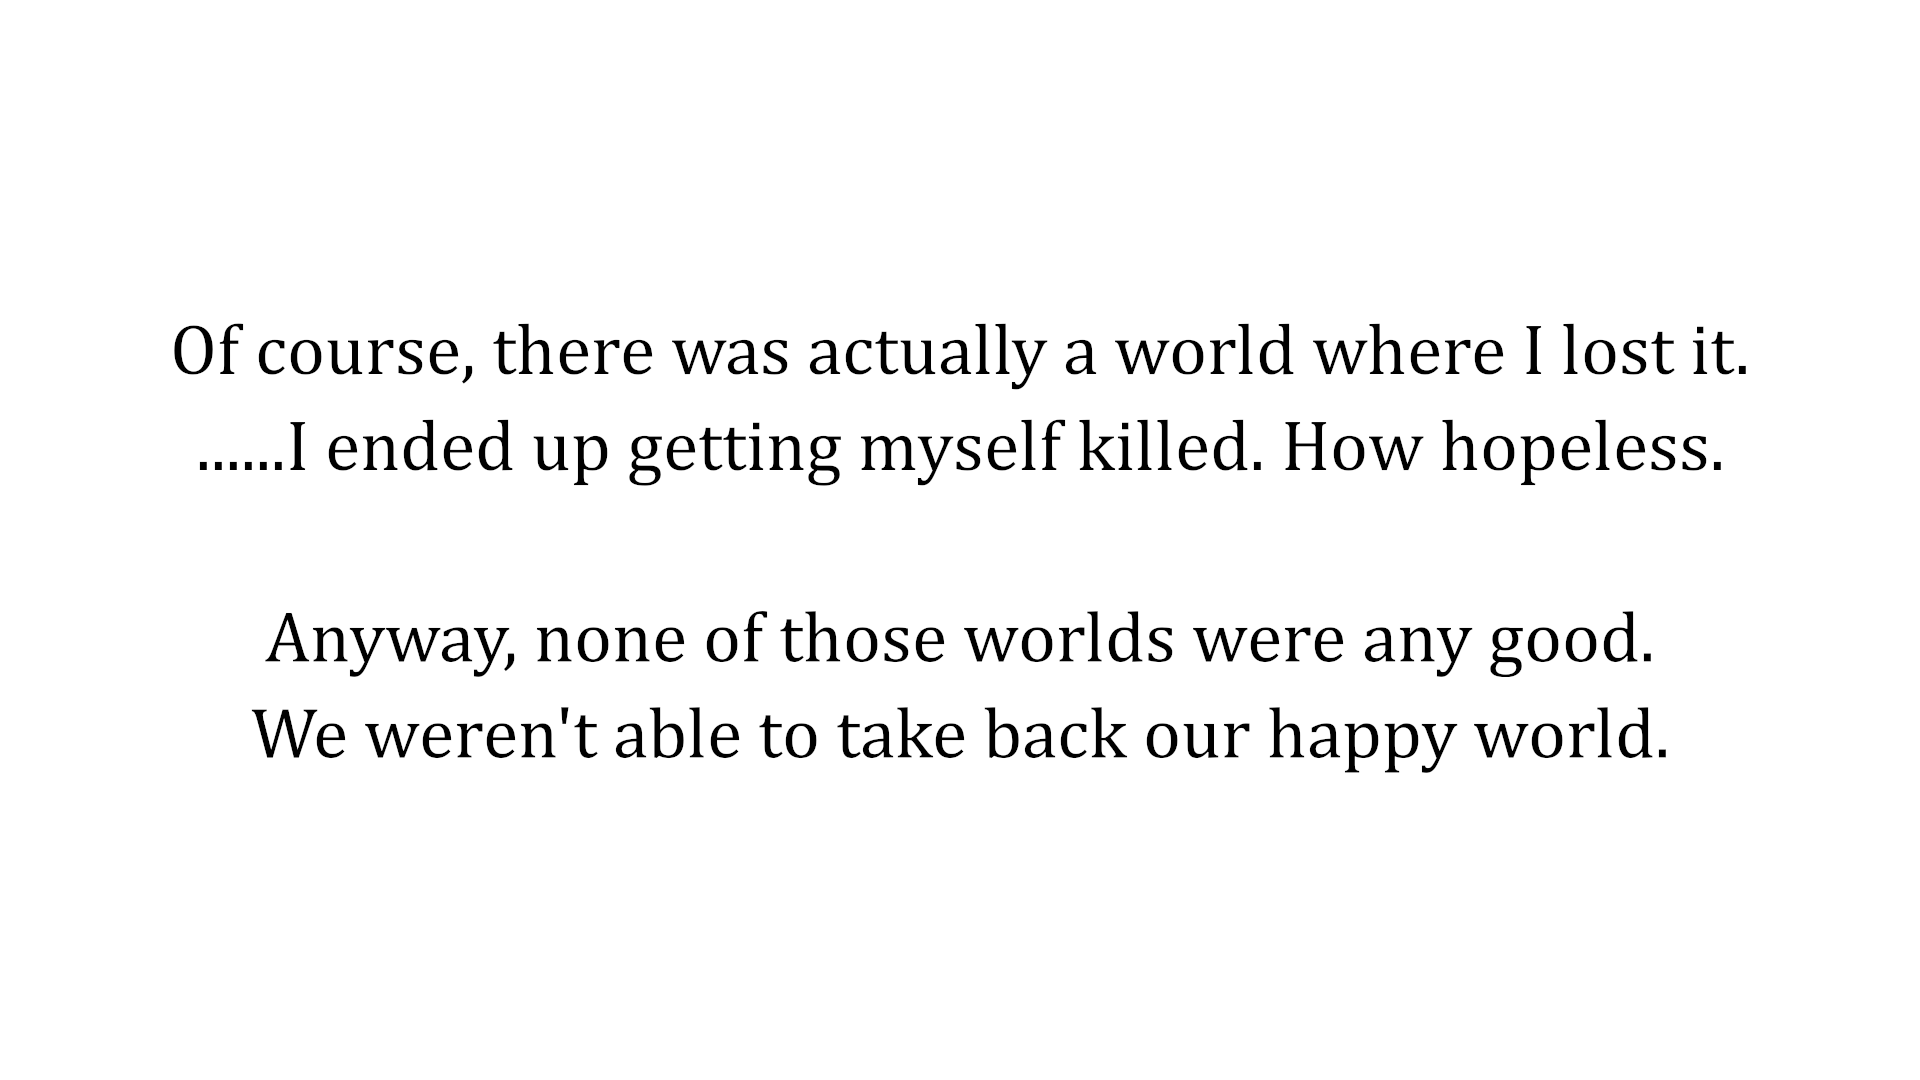 Of course, there was actually a world where I lost it.
......I ended up getting myself killed. How hopeless.
Anyway, none of those worlds were any good.
We weren't able to take back our happy world.